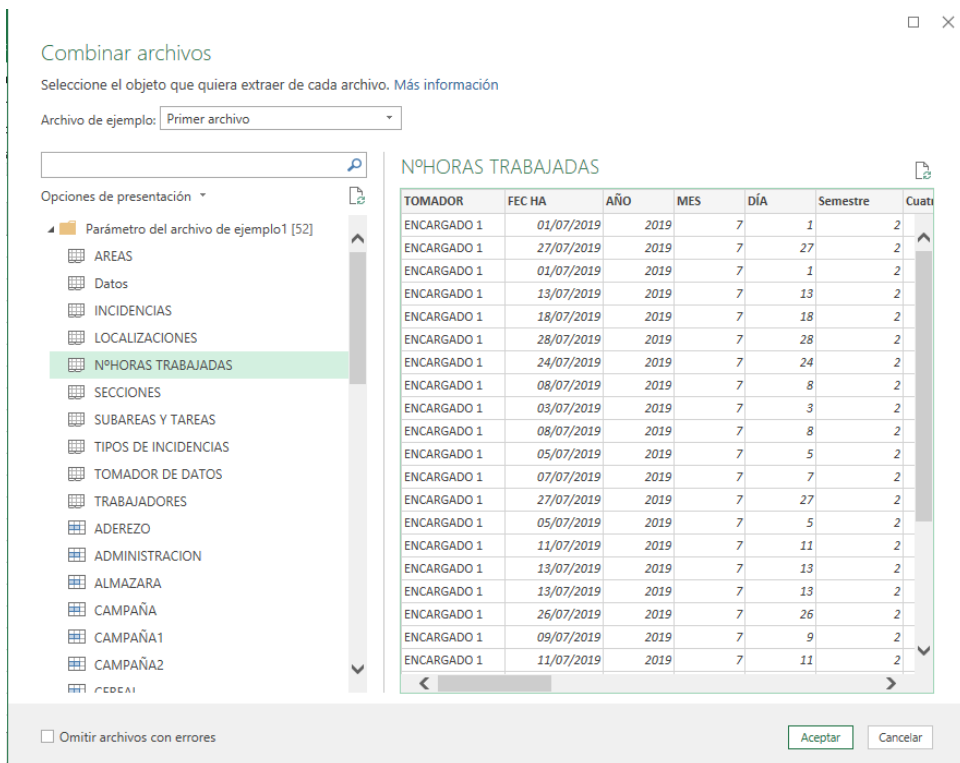 Combinar archivos
Seleccione el objeto que quiera extraer de cada archivo. Más información
Archivo de ejemplo: Primer archivo
Opciones de presentación
Parámetro del archivo de ejemplo1 [52]
AREAS
Datos
INCIDENCIAS
LOCALIZACIONES
NºHORAS TRABAJADAS
SECCIONES
SUBAREAS Y TAREAS
TIPOS DE INCIDENCIAS
TOMADOR DE DATOS
TRABAJADORES
ADEREZO
ADMINISTRACION
ALMAZARA
CAMPAÑA
CAMPAÑA1
CAMPAÑA2
CEREAL
NºHORAS TRABAJADAS
TOMADOR FEC HA AÑO MES DÍA Semestre
ENCARGADO 1 01/07/2019 2019 7 1 2
ENCARGADO 1 27/07/2019 2019 7 27 2
ENCARGADO 1 01/07/2019 2019 7 1 2
ENCARGADO 1 13/07/2019 2019 7 13 2
ENCARGADO 1 18/07/2019 2019 7 18 2
ENCARGADO 1 28/07/2019 2019 7 28 2
ENCARGADO 1 24/07/2019 2019 7 24 2
ENCARGADO 1 08/07/2019 2019 7 8 2
ENCARGADO 1 03/07/2019 2019 7 3 2
ENCARGADO 1 08/07/2019 2019 7 8 2
ENCARGADO 1 05/07/2019 2019 7 5 2
ENCARGADO 1 07/07/2019 2019 7 7 2
ENCARGADO 1 27/07/2019 2019 7 27 2
ENCARGADO 1 05/07/2019 2019 7 5 2
ENCARGADO 1 11/07/2019 2019 7 11 2
ENCARGADO 1 13/07/2019 2019 7 13 2
ENCARGADO 1 13/07/2019 2019 7 13 2
ENCARGADO 1 26/07/2019 2019 7 26 2
ENCARGADO 1 09/07/2019 2019 7 9 2
ENCARGADO 1 11/07/2019 2019 7 11 2
Omitir archivos con errores
Aceptar
Cancelar